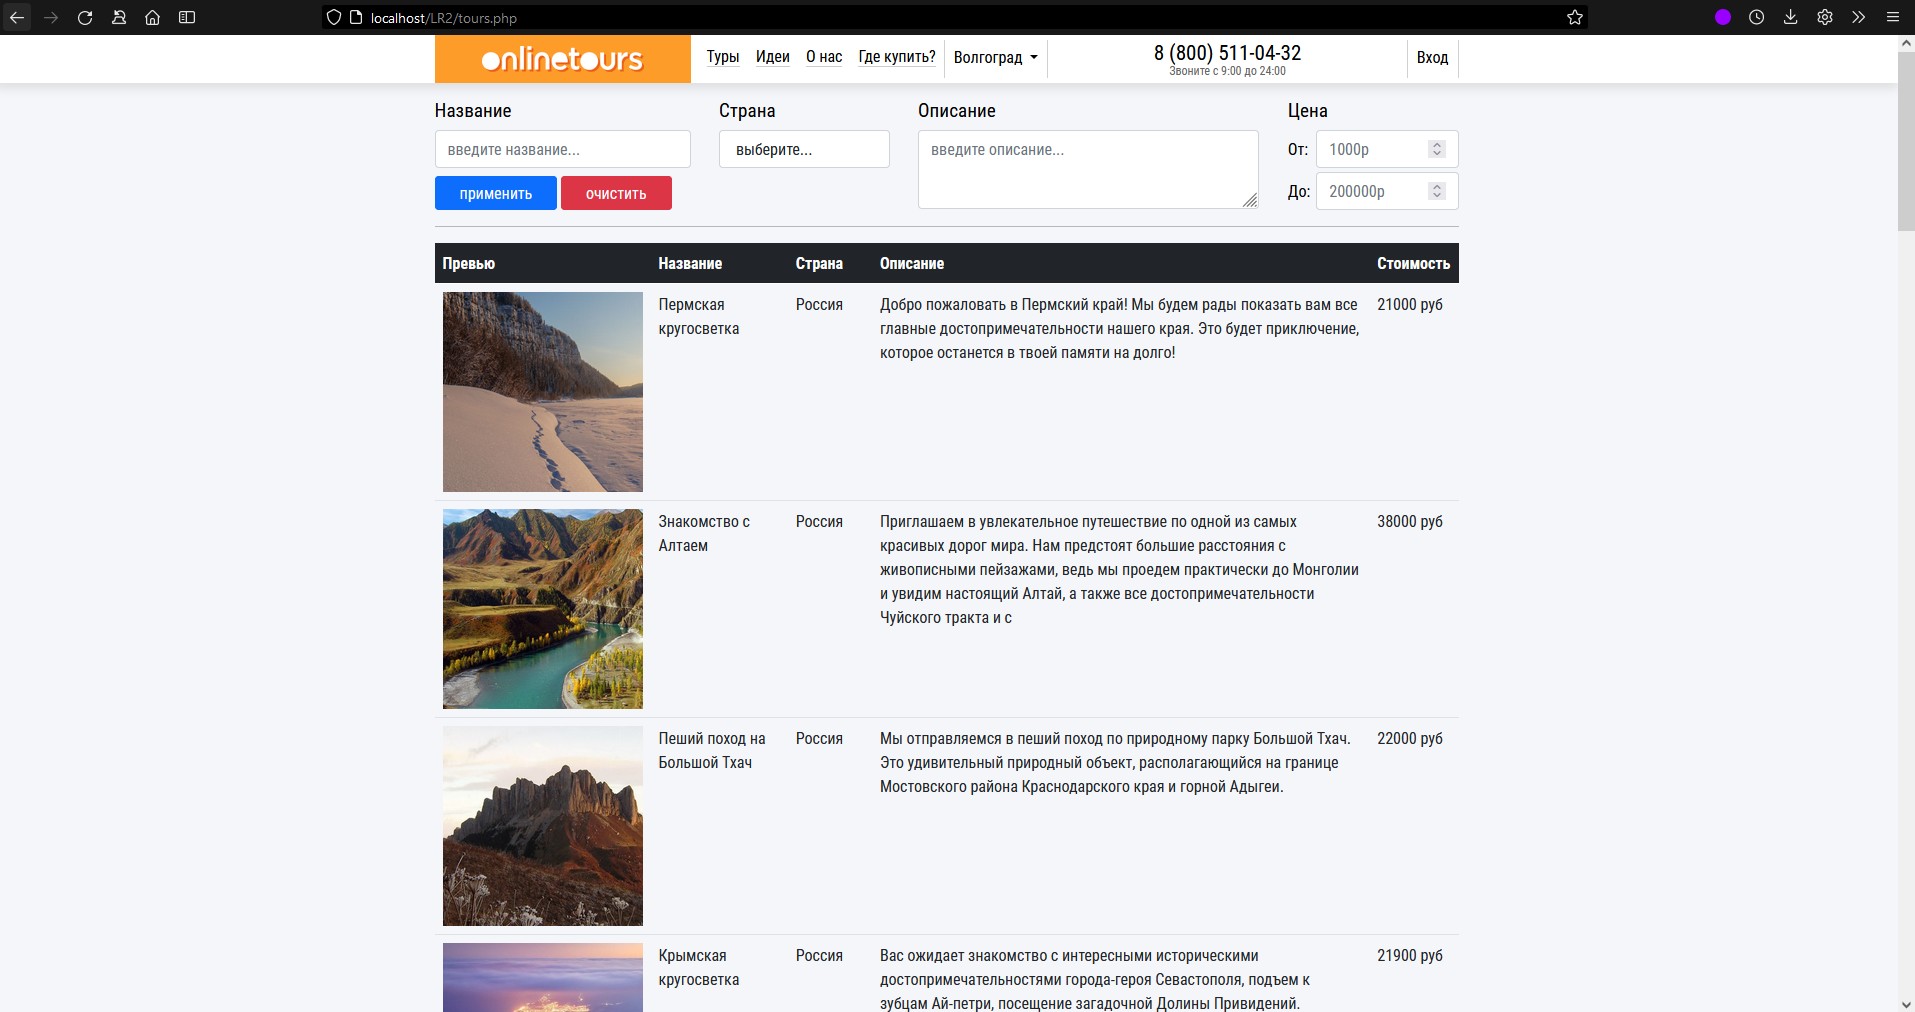 localhost/LR2/tours.php
onlinetours
Туры Идеи О нас Где купить? Волгоград 8 (800) 511-04-32 Вход
Звоните с 9:00 до 24:00
Название Страна Описание Цена
введите название... выберите... введите описание... От: 1000р
применить очистить До: 200000р
Превью Название Страна Описание Стоимость
Пермская Россия Добро пожаловать в Пермский край! Мы будем рады показать вам все 21000 руб
кругосветка главные достопримечательности нашего края. Это будет приключение,
которое останется в твоей памяти на долго!
Знакомство с Россия Приглашаем в увлекательное путешествие по одной из самых 38000 руб
Алтаем красивых дорог мира. Нам предстоят большие расстояния с
живописными пейзажами, ведь мы проедем практически до Монголии
и увидим настоящий Алтай, а также все достопримечательности
Чуйского тракта и с
Пеший поход на Россия Мы отправляемся в пеший поход по природному парку Большой Тхач. 22000 руб
Большой Тхач Это удивительный природный объект, располагающийся на границе
Мостовского района Краснодарского края и горной Адыгеи.
Крымская Россия Вас ожидает знакомство с интересными историческими 21900 руб
кругосветка достопримечательностями города-героя Севастополя, подъем к
зубцам Ай-петри, посещение загадочной Долины Привидений.